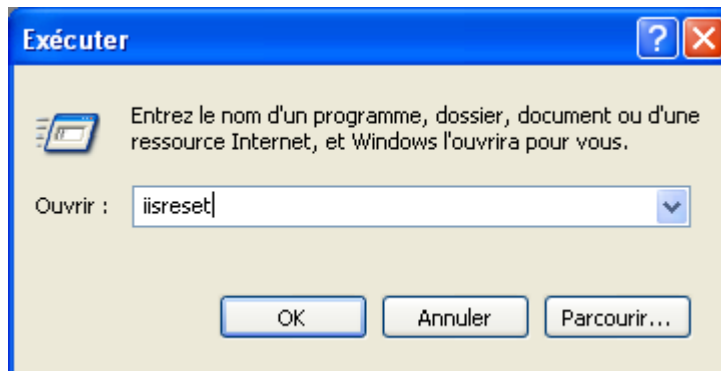 Exécuter
Entrez le nom d'un programme, dossier, document ou d'une
ressource Internet, et Windows l'ouvrira pour vous.
Ouvrir : iisreset
OK Annuler Parcourir...